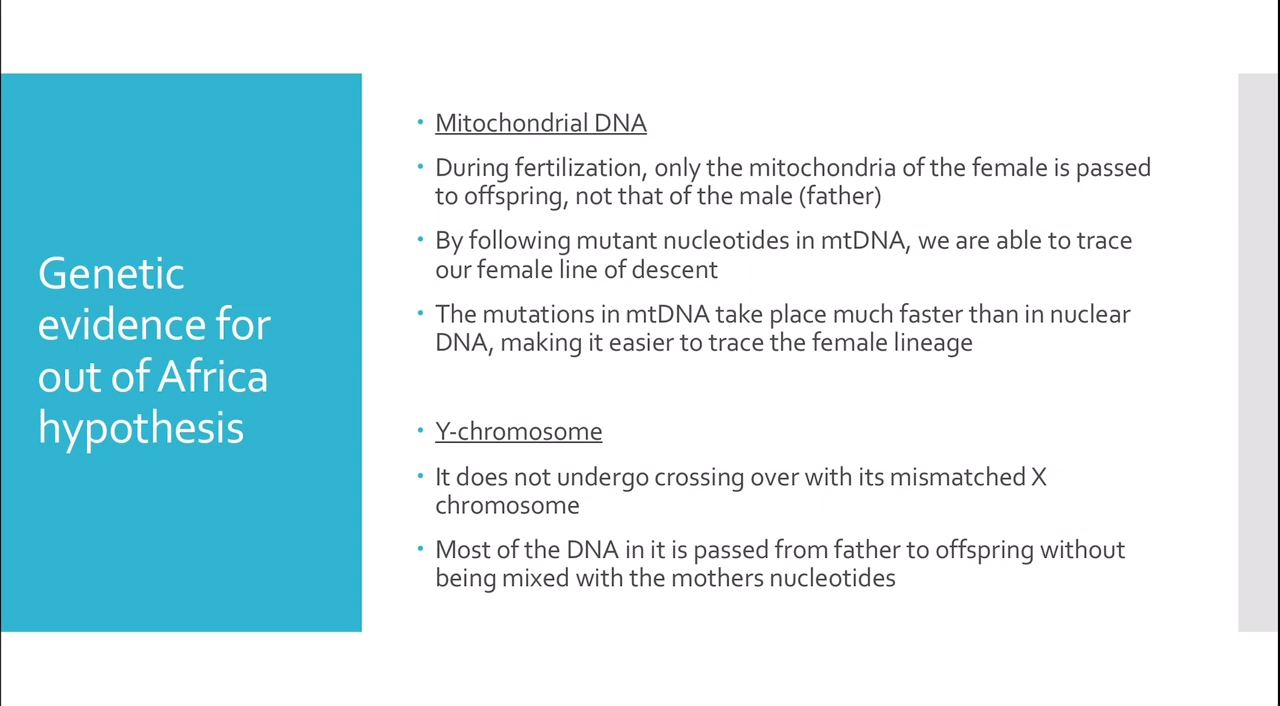 Genetic
evidence for
out of Africa
hypothesis
• Mitochondrial DNA
• During fertilization, only the mitochondria of the female is passed
to offspring, not that of the male (father)
• By following mutant nucleotides in mtDNA, we are able to trace
our female line of descent
• The mutations in mtDNA take place much faster than in nuclear
DNA, making it easier to trace the female lineage
• Y-chromosome
• It does not undergo crossing over with its mismatched X
chromosome
• Most of the DNA in it is passed from father to offspring without
being mixed with the mothers nucleotides